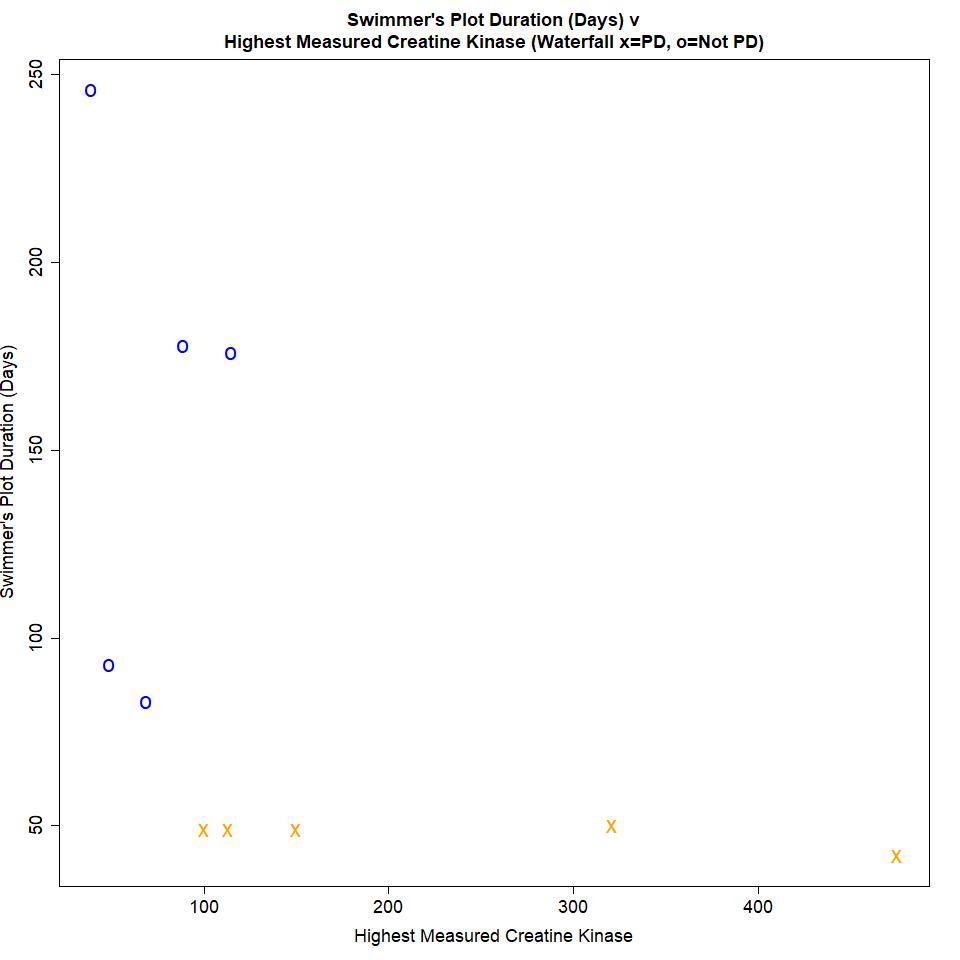 Swimmer's Plot Duration (Days) v
Highest Measured Creatine Kinase (Waterfall x=PD, o=Not PD)
Swimmer's Plot Duration (Days)
250
200
150
100
50
o
o
o
o
o
x
x
x
x
x
100
200
300
400
Highest Measured Creatine Kinase